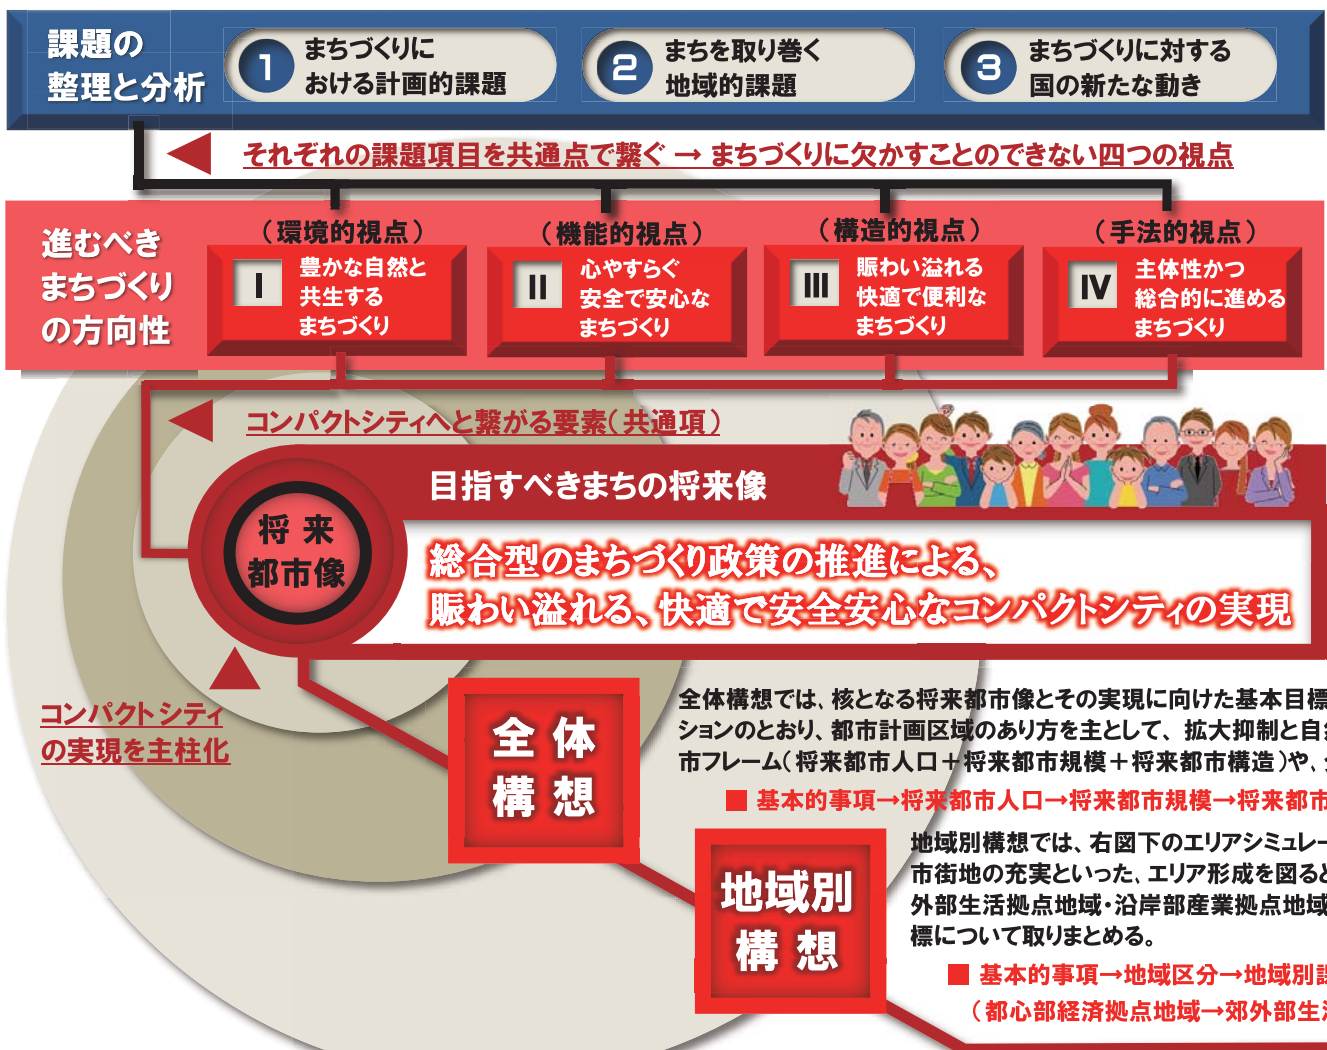 課題の
整理と分析
1 まちづくりに
おける計画的課題
2 まちを取り巻く
地域的課題
3 まちづくりに対する
国の新たな動き
それぞれの課題項目を共通点で繋ぐ → まちづくりに欠かすことのできない四つの視点
進むべき
まちづくり
の方向性
（環境的視点）
I 豊かな自然と
共生する
まちづくり
（機能的視点）
II 心やすらぐ
安全で安心な
まちづくり
（構造的視点）
III 賑わい溢れる
快適で便利な
まちづくり
（手法的視点）
IV 主体性かつ
総合的に進める
まちづくり
コンパクトシティへと繋がる要素（共通項）
目指すべきまちの将来像
将来
都市像
総合型のまちづくり政策の推進による、
賑わい溢れる、快適で安全安心なコンパクトシティの実現
コンパクトシティ
の実現を主柱化
全体
構想
全体構想では、核となる将来都市像とその実現に向けた基本目標
ションのとおり、都市計画区域のあり方を主として、拡大抑制と自
市フレーム（将来都市人口＋将来都市規模＋将来都市構造）や、
■ 基本的事項→将来都市人口→将来都市規模→将来都市
地域別
構想
地域別構想では、右図下のエリアシミュレー
市街地の充実といった、エリア形成を図ると
外部生活拠点地域・沿岸部産業拠点地域
標について取りまとめる。
■ 基本的事項→地域区分→地域別
（都心部経済拠点地域→郊外部生